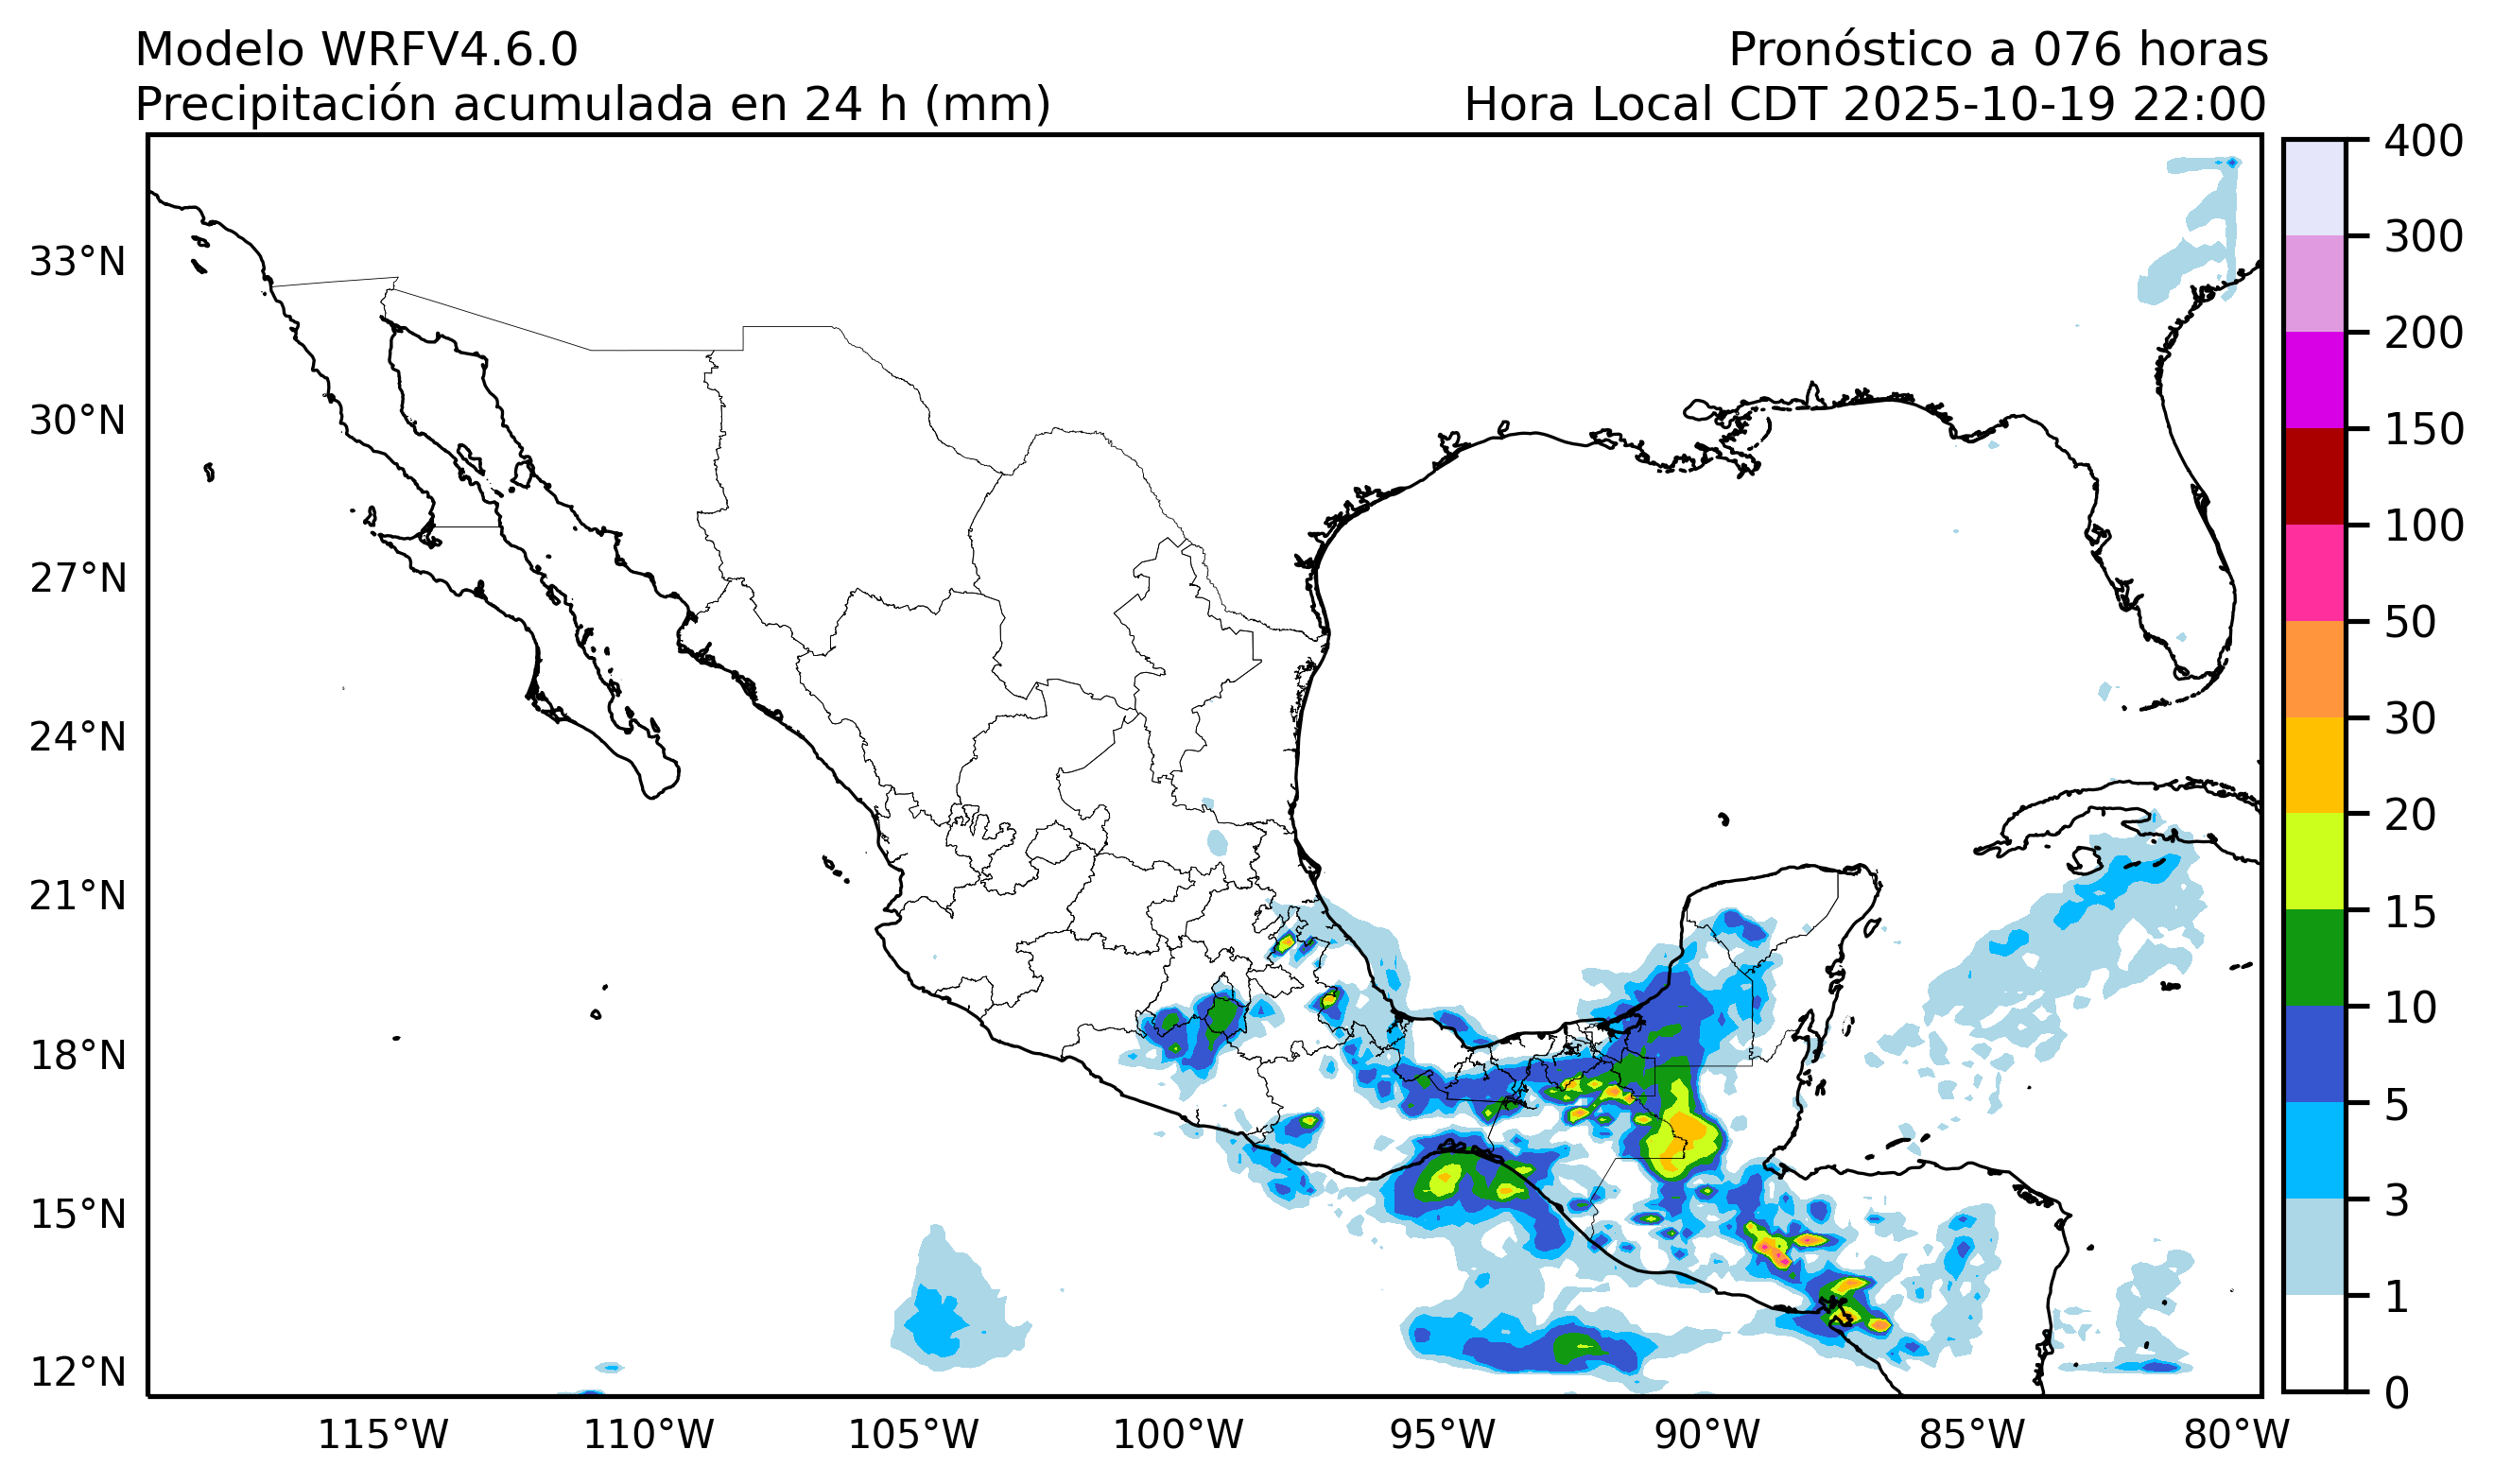 Modelo WRFV4.6.0
Pronóstico a 076 horas
Precipitación acumulada en 24 h (mm)
Hora Local CDT 2025-10-19 22:00
33°N
30°N
27°N
24°N
21°N
18°N
15°N
12°N
115°W
110°W
105°W
100°W
95°W
90°W
85°W
80°W
400
300
200
150
100
50
30
20
15
10
5
3
1
0